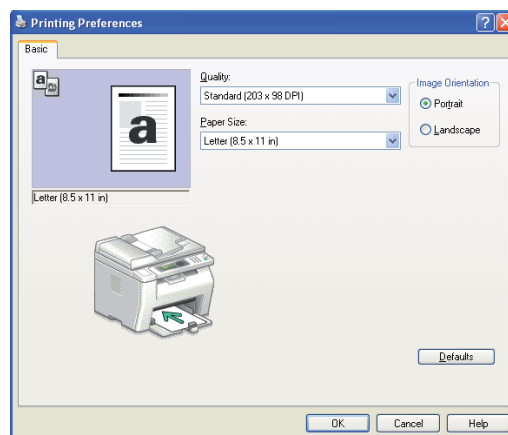 Printing Preferences
Basic
a
a
a
Letter (8.5 x 11 in)
Quality:
Standard (203 x 98 DPI)
Paper Size:
Letter (8.5 x 11 in)
Image Orientation
Portrait
Landscape
Defaults
OK
Cancel
Help